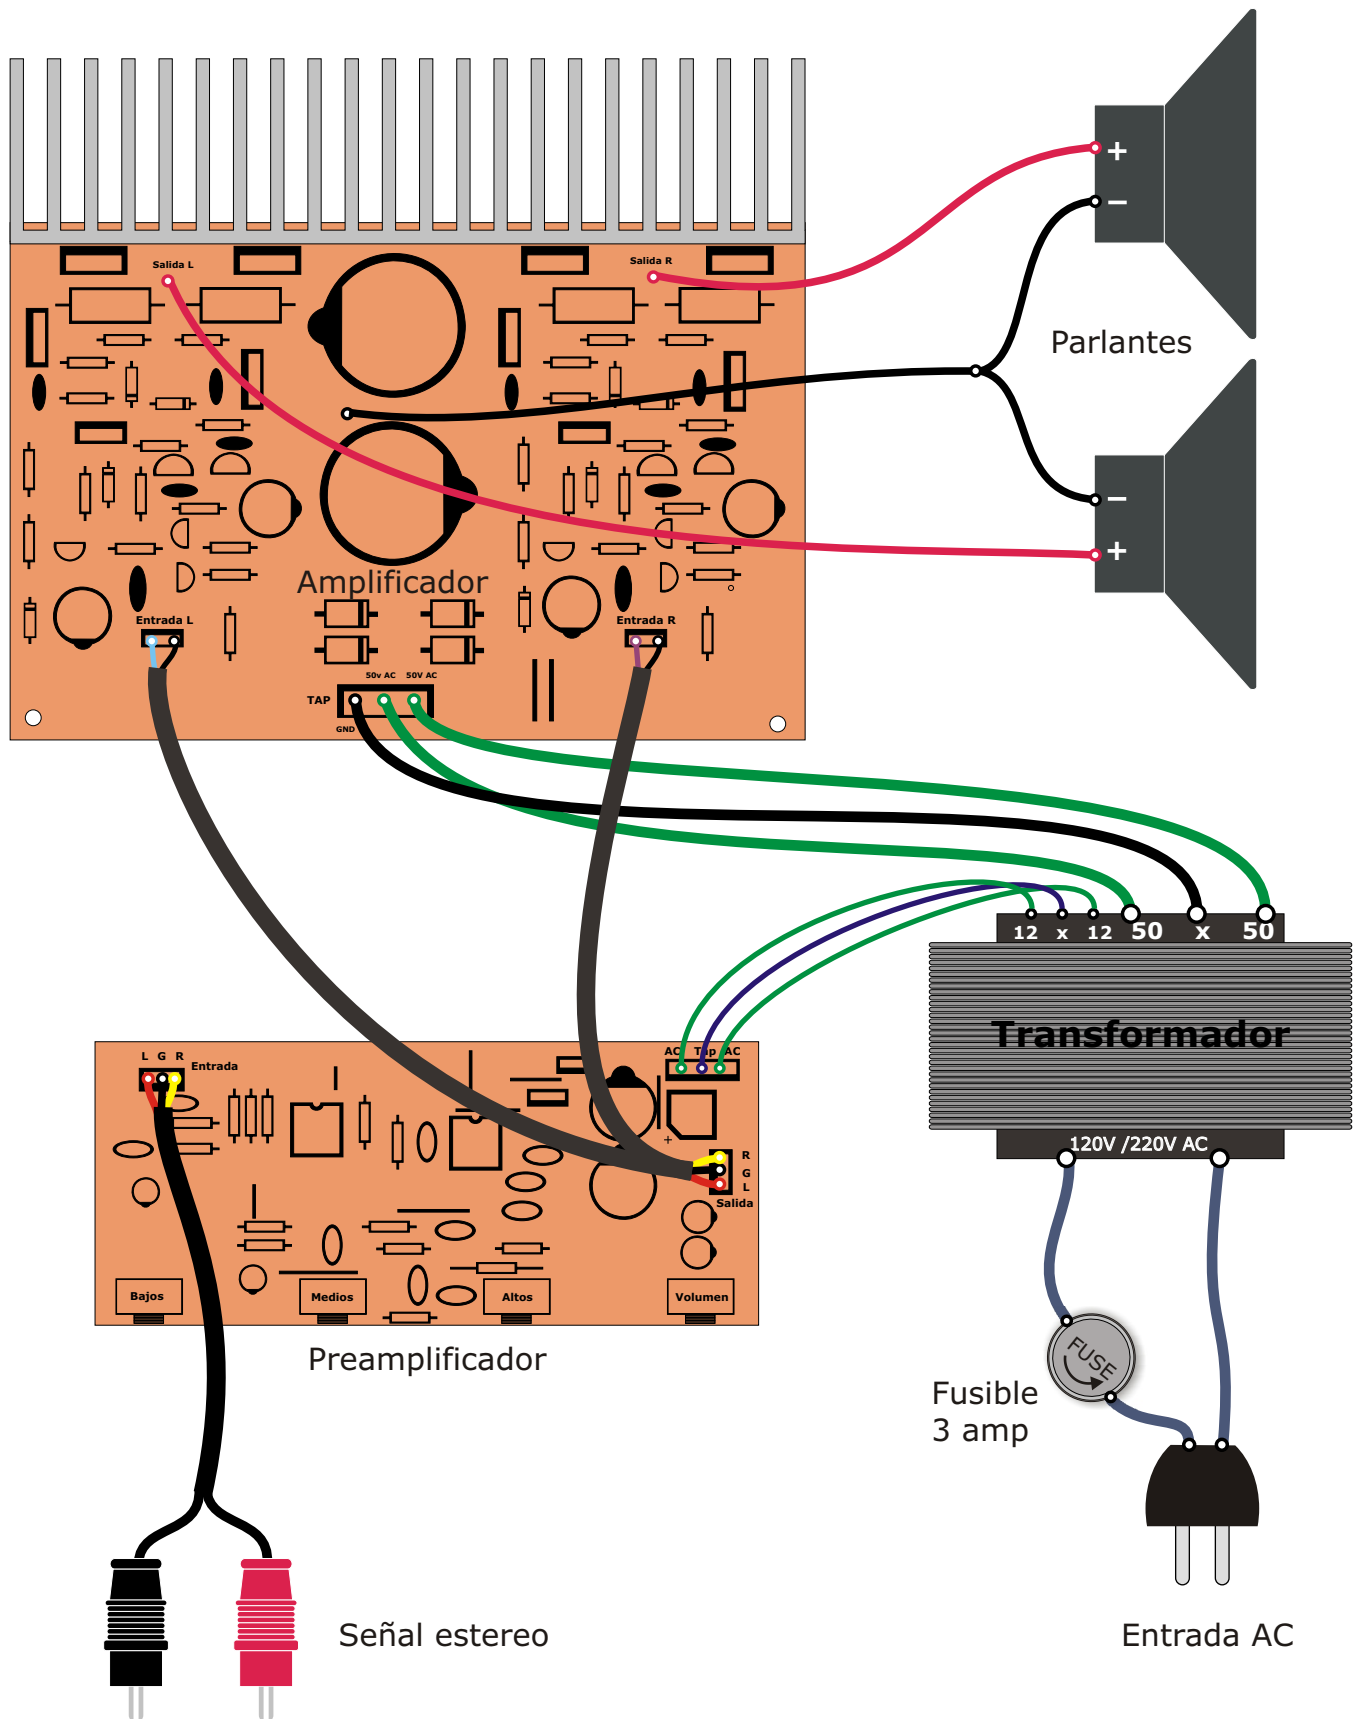 Salida L
Salida R
+
−
Parlantes
−
+
Amplificador
Entrada L
Entrada R
50v AC
50V AC
TAP
GND
12 x 12 50 x 50
Transformador
120V /220V AC
L G R
Entrada
AC Tap AC
+
R
G
L
Salida
Bajos
Medios
Altos
Volumen
Preamplificador
FUSE
Fusible
3 amp
Señal estereo
Entrada AC